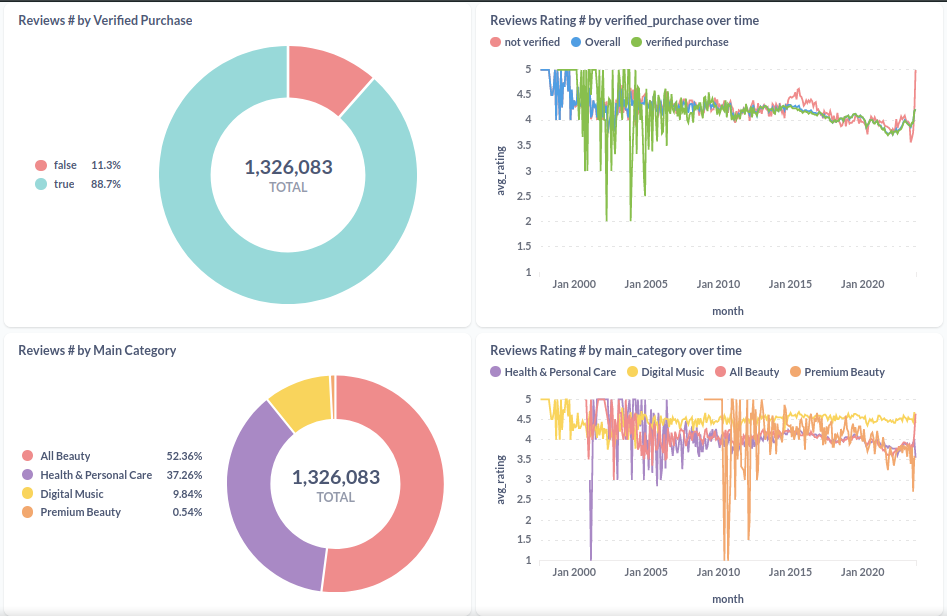 Reviews # by Verified Purchase
false 11.3%
true 88.7%
1,326,083
TOTAL
Reviews Rating # by verified_purchase over time
not verified Overall verified purchase
avg_rating
5
4.5
4
3.5
3
2.5
2
1.5
1
Jan 2000 Jan 2005 Jan 2010 Jan 2015 Jan 2020
month
Reviews # by Main Category
All Beauty 52.36%
Health & Personal Care 37.26%
Digital Music 9.84%
Premium Beauty 0.54%
1,326,083
TOTAL
Reviews Rating # by main_category over time
Health & Personal Care Digital Music All Beauty Premium Beauty
avg_rating
5
4.5
4
3.5
3
2.5
2
1.5
1
Jan 2000 Jan 2005 Jan 2010 Jan 2015 Jan 2020
month